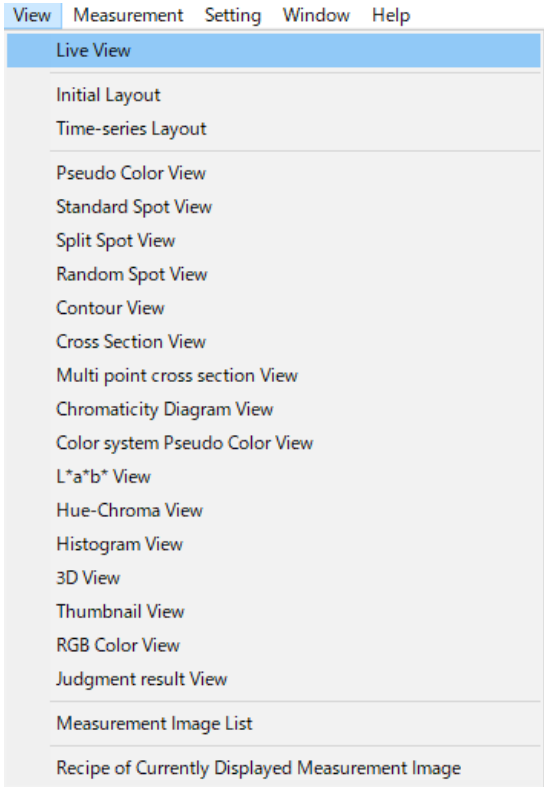 View Measurement Setting Window Help
Live View
Initial Layout
Time-series Layout
Pseudo Color View
Standard Spot View
Split Spot View
Random Spot View
Contour View
Cross Section View
Multi point cross section View
Chromaticity Diagram View
Color system Pseudo Color View
L*a*b* View
Hue-Chroma View
Histogram View
3D View
Thumbnail View
RGB Color View
Judgment result View
Measurement Image List
Recipe of Currently Displayed Measurement Image